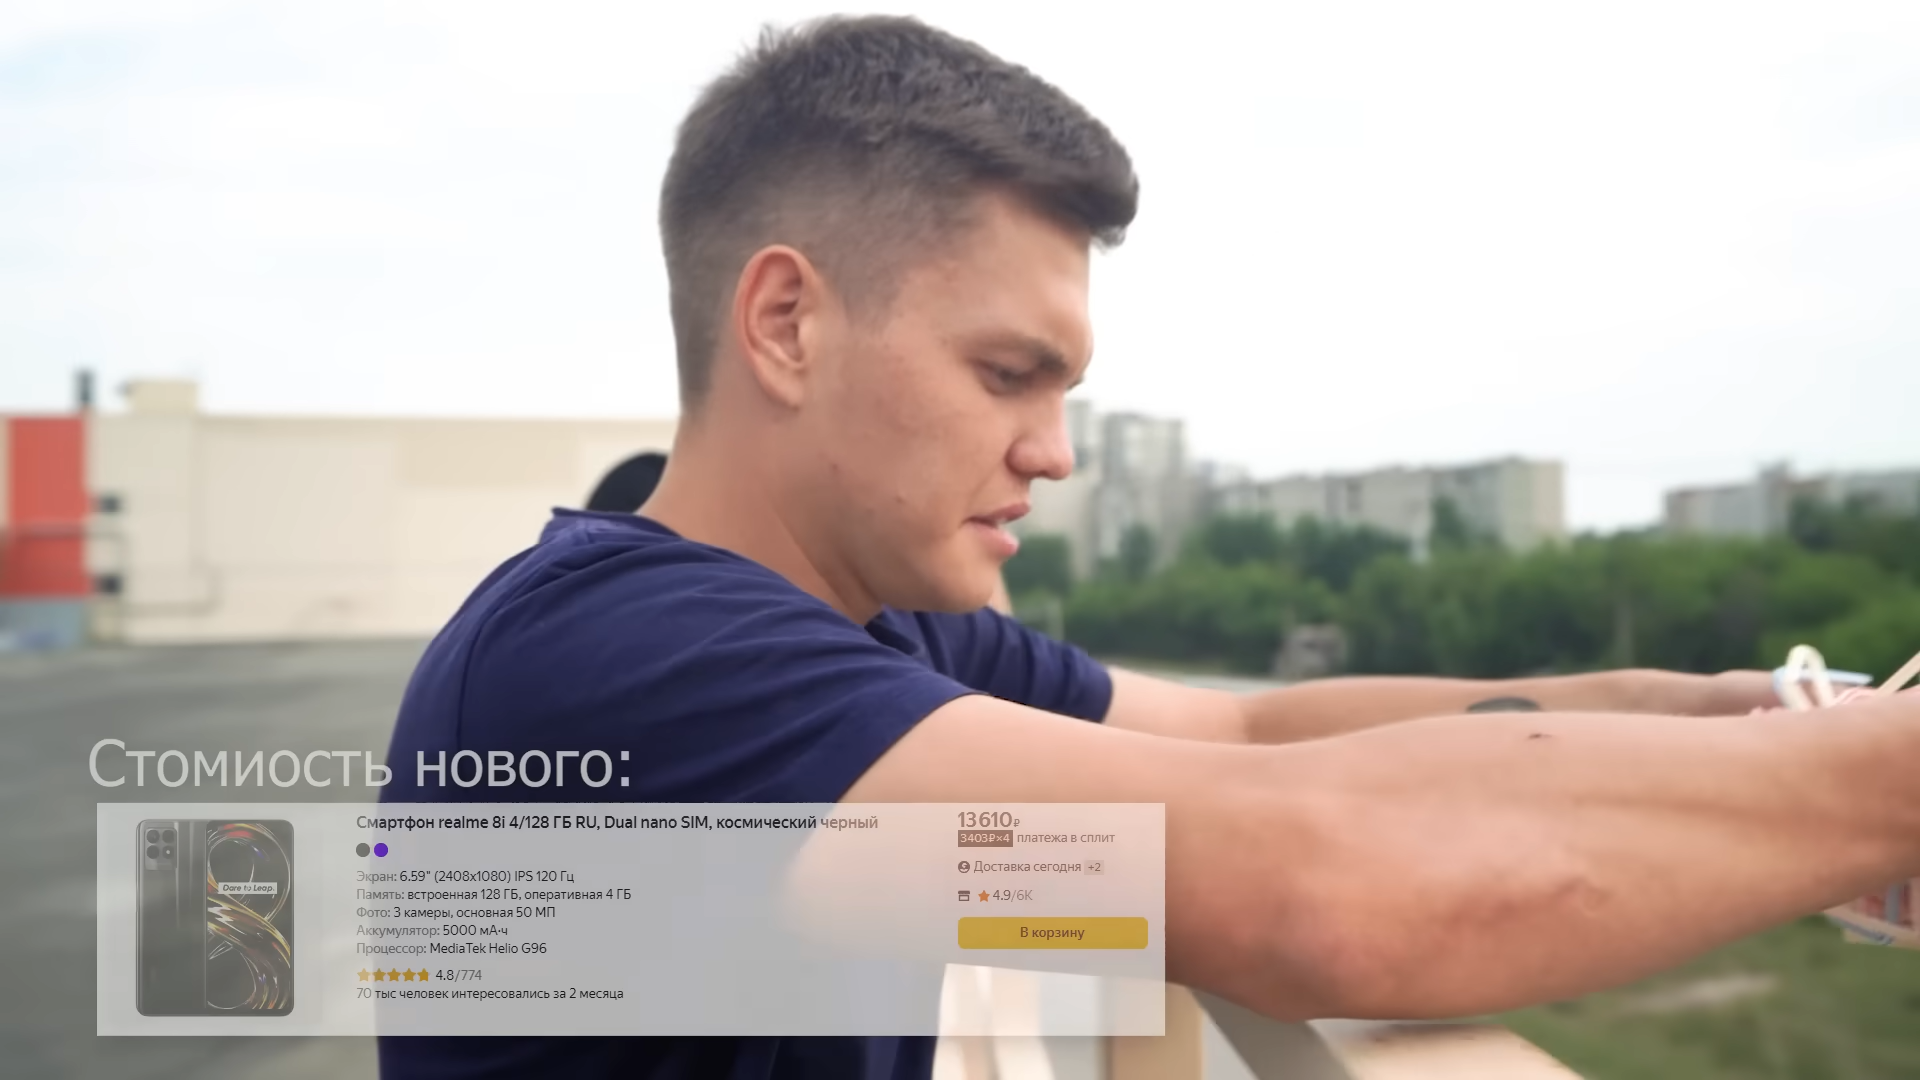 Стомиость нового:
Смартфон realme 8i 4/128 ГБ RU, Dual nano SIM, космический черный
Экран: 6.59" (2408x1080) IPS 120 Гц
Память: встроенная 128 ГБ, оперативная 4 ГБ
Фото: 3 камеры, основная 50 МП
Аккумулятор: 5000 мА·ч
Процессор: MediaTek Helio G96
4.8/774
70 тыс человек интересовались за 2 месяца
Dare to Leap.
13 610₽
3403₽×4 платежа в сплит
Доставка сегодня +2
4.9/6K
В корзину